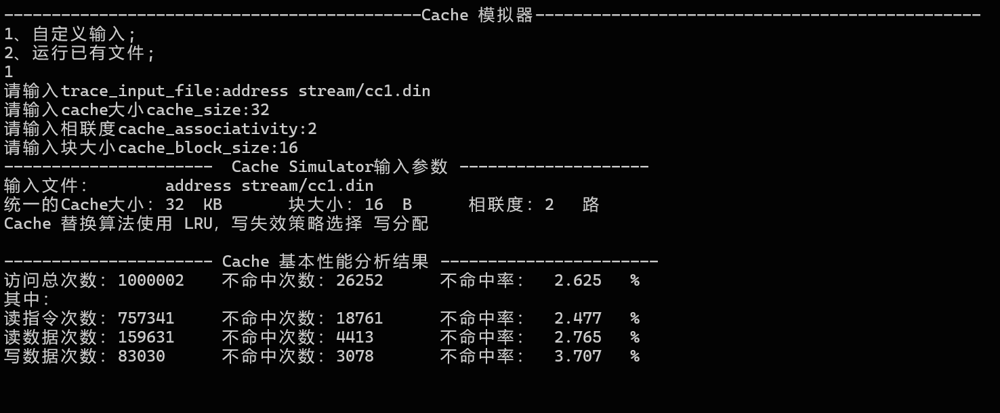 --------------------------------------------Cache 模拟器-----------------------------------------------
1、自定义输入;
2、运行已有文件;
1
请输入trace_input_file:address stream/cc1.din
请输入cache大小cache_size:32
请输入相联度cache_associativity:2
请输入块大小cache_block_size:16
----------------------  Cache Simulator输入参数 --------------------
输入文件:        address stream/cc1.din
统一的Cache大小: 32  KB       块大小: 16  B      相联度: 2   路
Cache 替换算法使用 LRU, 写失效策略选择 写分配
---------------------- Cache 基本性能分析结果 -----------------------
访问总次数: 1000002    不命中次数: 26252      不命中率:   2.625   %
其中:
读指令次数: 757341     不命中次数: 18761      不命中率:   2.477   %
读数据次数: 159631     不命中次数: 4413       不命中率:   2.765   %
写数据次数: 83030      不命中次数: 3078       不命中率:   3.707   %